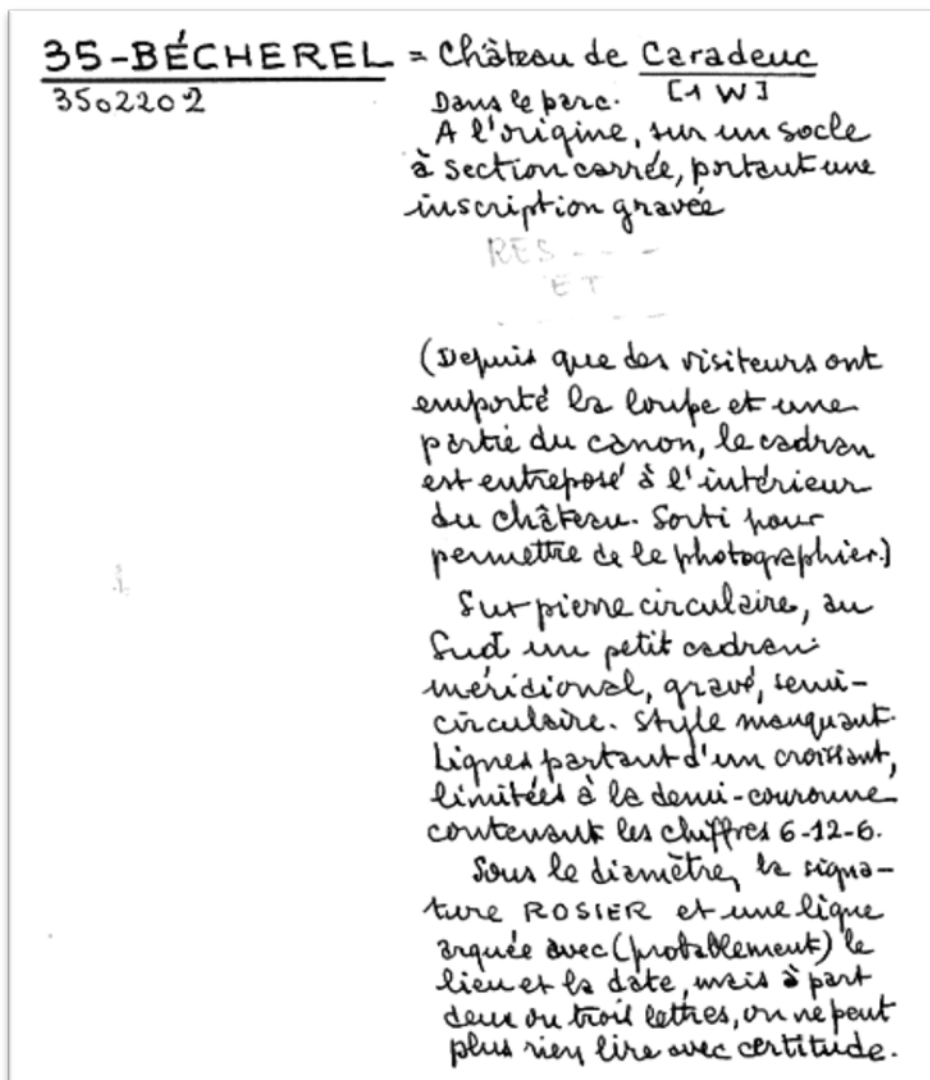 35-BÉCHEREL = Château de Caradeuc
3502202
[1 W]
Dans le parc.
A l'origine, sur un socle
à section carrée, portant une
inscription gravée
RES - - -
ET
- - - - -
(Depuis que des visiteurs ont
emporté la loupe et une
partie du canon, le cadran
est entreposé à l'intérieur
du château. Sorti pour
permettre de le photographier.)
Sur pierre circulaire, au
Sud un petit cadran
méridional, gravé, semi-
circulaire. Style manquant.
Lignes partant d'un croissant,
limitées à la demi-couronne
contenant les chiffres 6-12-6.
Sous le diamètre, la signa-
ture ROSIER et une ligne
arquée avec (probablement) le
lieu et la date, mais à part
deux ou trois lettres, on ne peut
plus rien lire avec certitude.